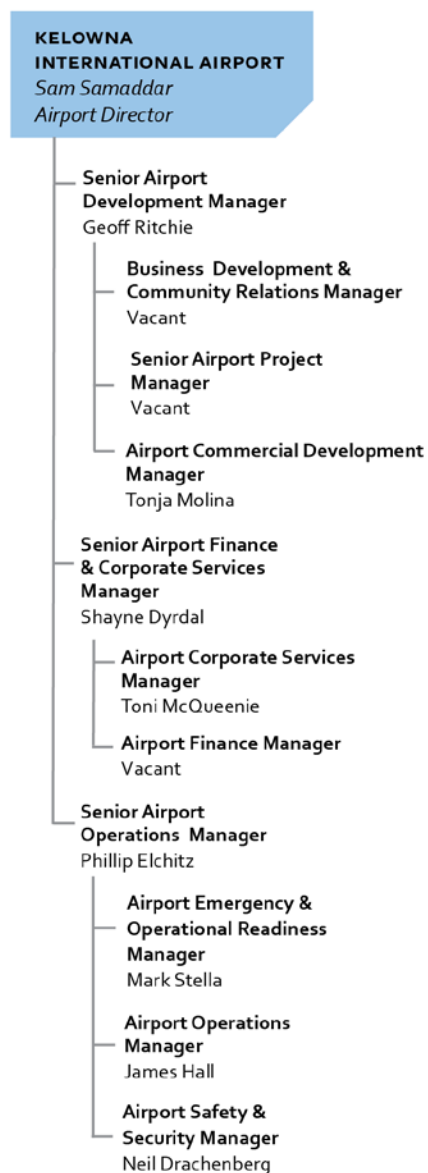 KELOWNA
INTERNATIONAL AIRPORT
Sam Samaddar
Airport Director
Senior Airport
Development Manager
Geoff Ritchie
Business Development &
Community Relations Manager
Vacant
Senior Airport Project
Manager
Vacant
Airport Commercial Development
Manager
Tonja Molina
Senior Airport Finance
& Corporate Services
Manager
Shayne Dyrdal
Airport Corporate Services
Manager
Toni McQueenie
Airport Finance Manager
Vacant
Senior Airport
Operations Manager
Phillip Elchitz
Airport Emergency &
Operational Readiness
Manager
Mark Stella
Airport Operations
Manager
James Hall
Airport Safety &
Security Manager
Neil Drachenberg